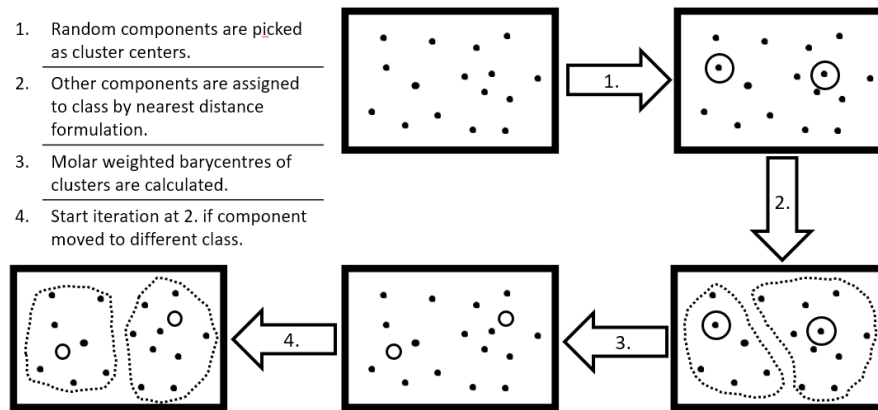 1. Random components are picked
as cluster centers.
2. Other components are assigned
to class by nearest distance
formulation.
3. Molar weighted barycentres of
clusters are calculated.
4. Start iteration at 2. if component
moved to different class.
1.
2.
3.
4.